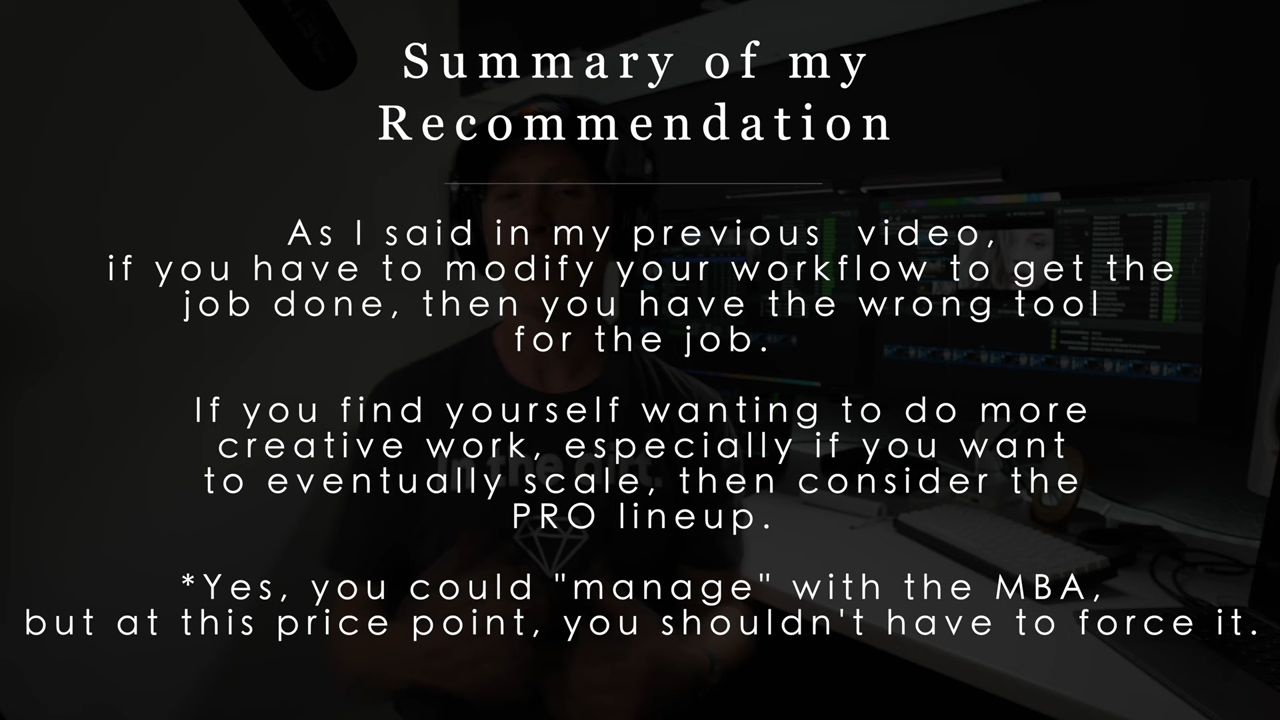 Summary of my
Recommendation
As I said in my previous video,
if you have to modify your workflow to get the
job done, then you have the wrong tool
for the job.
If you find yourself wanting to do more
creative work, especially if you want
to eventually scale, then consider the
PRO lineup.
*Yes, you could "manage" with the MBA,
but at this price point, you shouldn't have to force it.